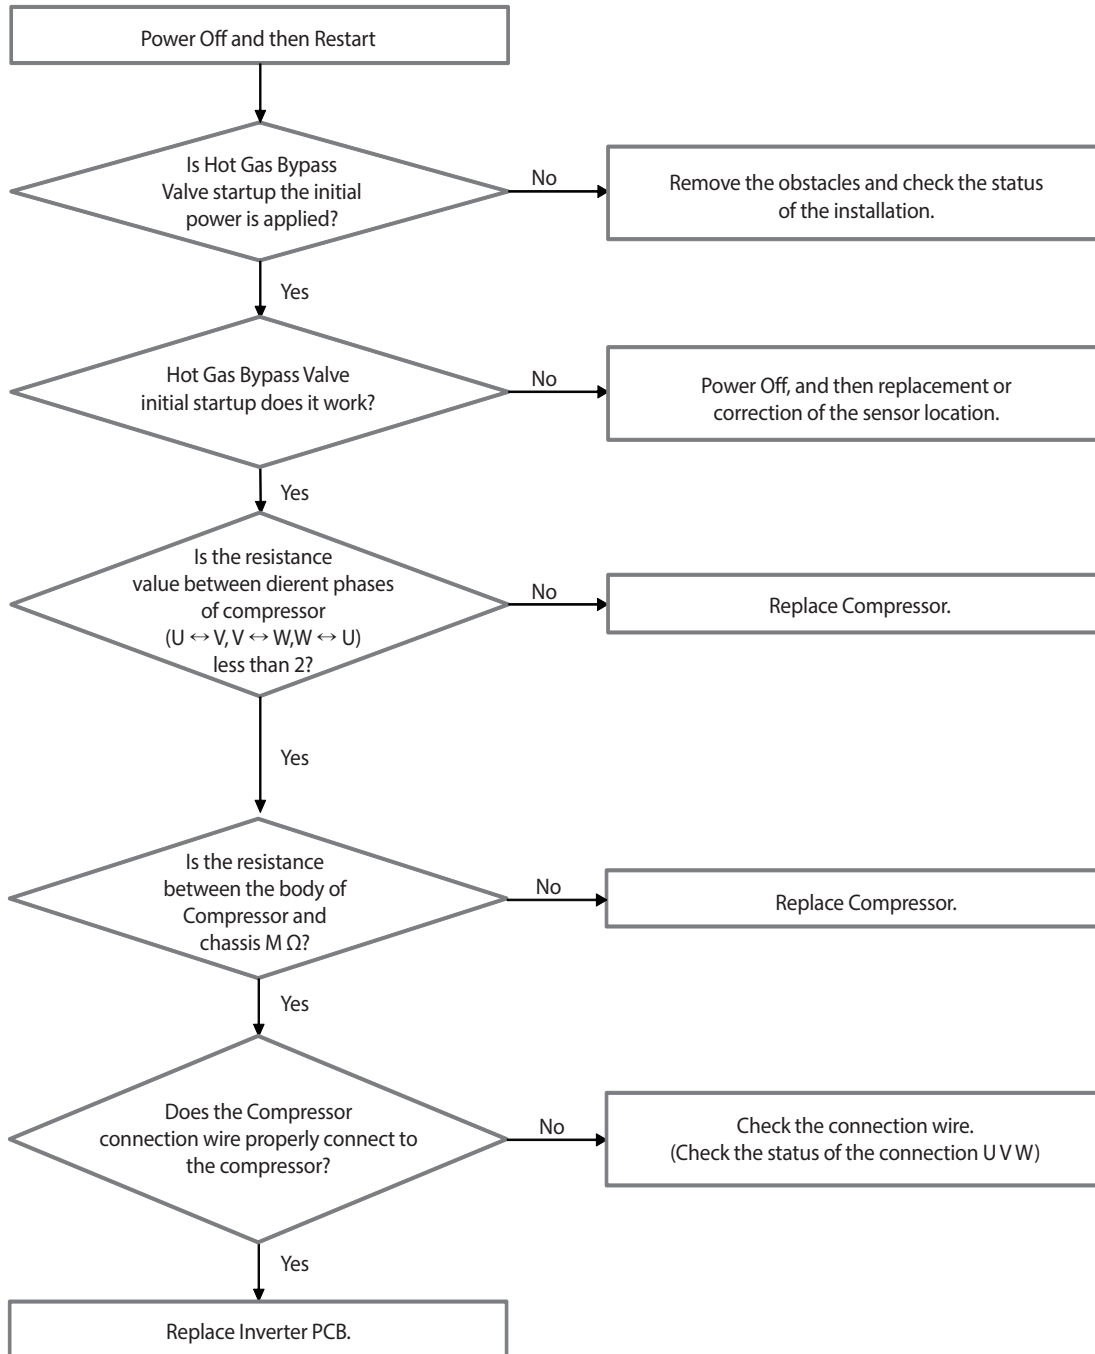 Power Off and then Restart
Is Hot Gas Bypass
Valve startup the initial
power is applied?
No
Remove the obstacles and check the status
of the installation.
Yes
Hot Gas Bypass Valve
initial startup does it work?
No
Power Off, and then replacement or
correction of the sensor location.
Yes
Is the resistance
value between dierent phases
of compressor
(U ↔ V, V ↔ W,W ↔ U)
less than 2?
No
Replace Compressor.
Yes
Is the resistance
between the body of
Compressor and
chassis M Ω?
No
Replace Compressor.
Yes
Does the Compressor
connection wire properly connect to
the compressor?
No
Check the connection wire.
(Check the status of the connection U V W)
Yes
Replace Inverter PCB.